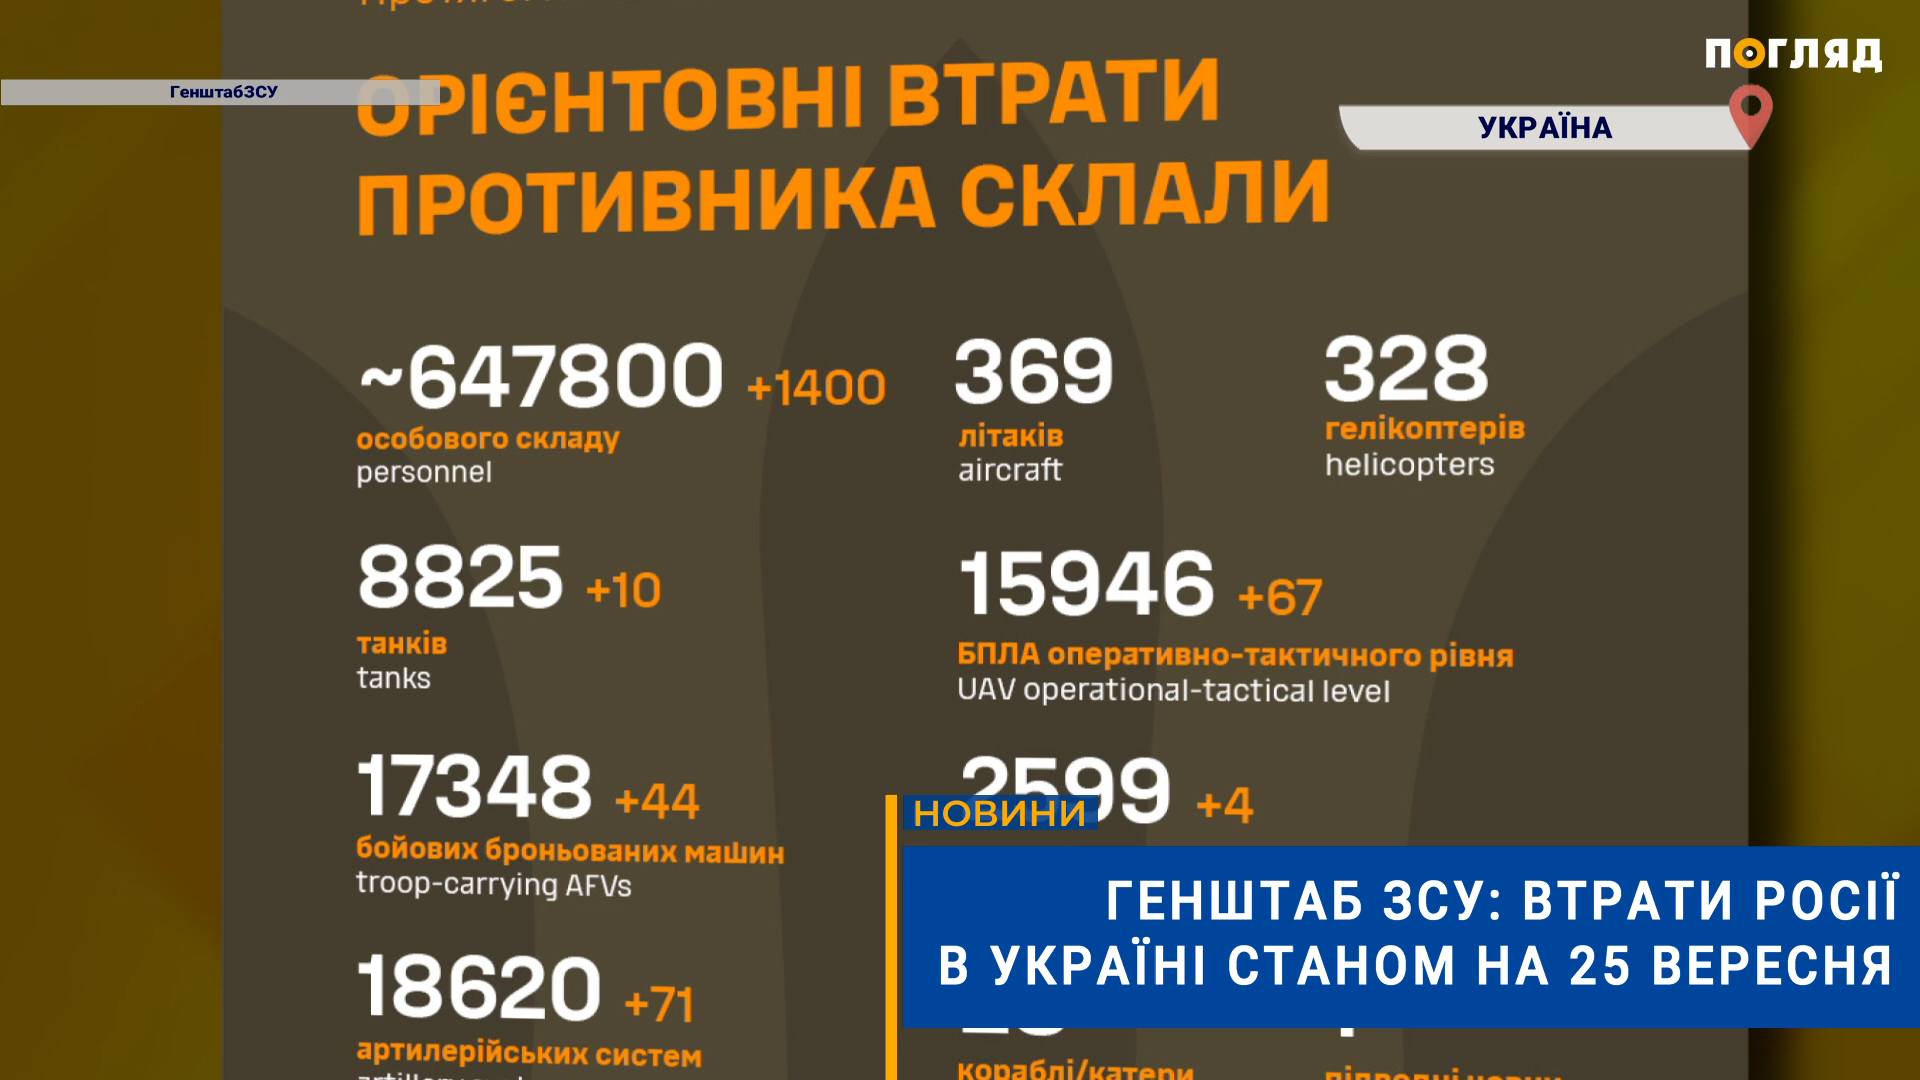 ПОГЛЯД
ГенштабЗСУ
УКРАЇНА
ОРІЄНТОВНІ ВТРАТИ
ПРОТИВНИКА СКЛАЛИ
~647800 +1400
особового складу
personnel
369
літаків
aircraft
328
гелікоптерів
helicopters
8825 +10
танків
tanks
15946 +67
БПЛА оперативно-тактичного рівня
UAV operational-tactical level
17348 +44
бойових броньованих машин
troop-carrying AFVs
2599 +4
18620 +71
артилерійських систем
кораблі/катери
НОВИНИ
ГЕНШТАБ ЗСУ: ВТРАТИ РОСІЇ
В УКРАЇНІ СТАНОМ НА 25 ВЕРЕСНЯ